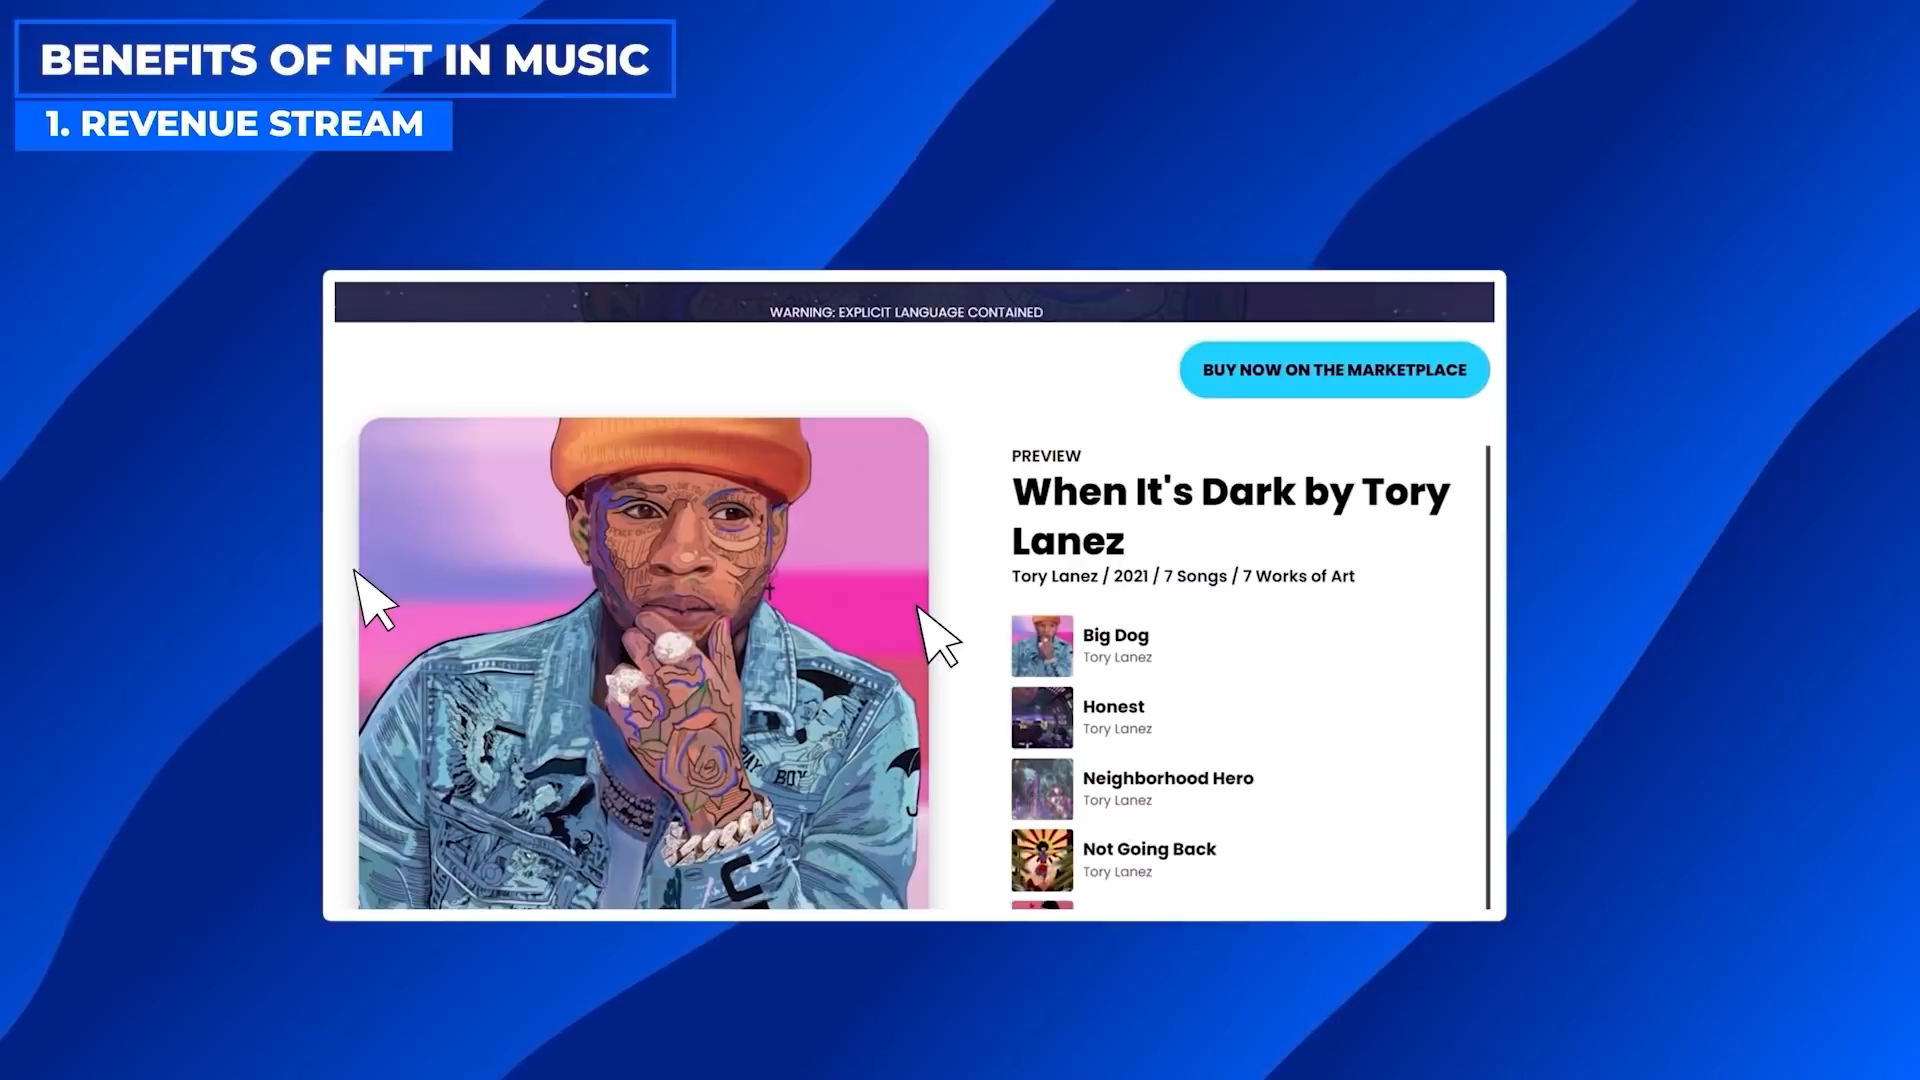 BENEFITS OF NFT IN MUSIC
1. REVENUE STREAM
WARNING: EXPLICIT LANGUAGE CONTAINED
BUY NOW ON THE MARKETPLACE
PREVIEW
When It's Dark by Tory
Lanez
Tory Lanez / 2021 / 7 Songs / 7 Works of Art
Big Dog
Tory Lanez
Honest
Tory Lanez
Neighborhood Hero
Tory Lanez
Not Going Back
Tory Lanez
BOY